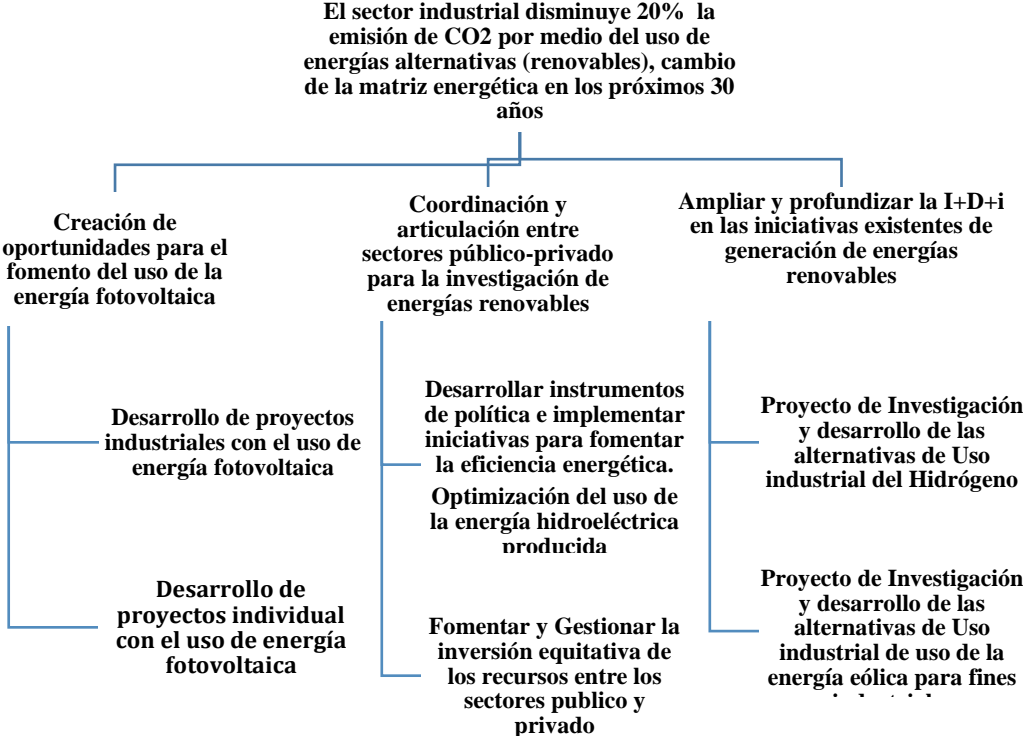 El sector industrial disminuye 20% la
emisión de CO2 por medio del uso de
energías alternativas (renovables), cambio
de la matriz energética en los próximos 30
años
Creación de
oportunidades para el
fomento del uso de la
energía fotovoltaica
Desarrollo de proyectos
industriales con el uso de
energía fotovoltaica
Desarrollo de
proyectos individual
con el uso de energía
fotovoltaica
Coordinación y
articulación entre
sectores público-privado
para la investigación de
energías renovables
Desarrollar instrumentos
de política e implementar
iniciativas para fomentar
la eficiencia energética.
Optimización del uso de
la energía hidroeléctrica
producida
Fomentar y Gestionar la
inversión equitativa de
los recursos entre los
sectores publico y
privado
Ampliar y profundizar la I+D+i
en las iniciativas existentes de
generación de energías
renovables
Proyecto de Investigación
y desarrollo de las
alternativas de Uso
industrial del Hidrógeno
Proyecto de Investigación
y desarrollo de las
alternativas de Uso
industrial de uso de la
energía eólica para fines